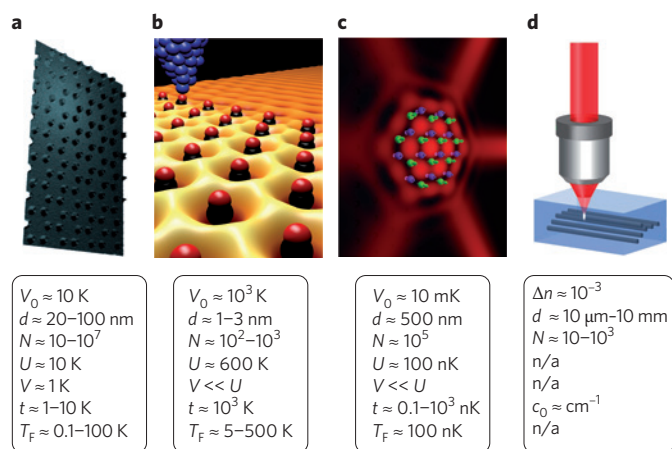 a
b
c
d
V₀ ≈ 10 K
d ≈ 20–100 nm
N ≈ 10–10⁷
U ≈ 10 K
V ≈ 1 K
t ≈ 1–10 K
T_F ≈ 0.1–100 K
V₀ ≈ 10³ K
d ≈ 1–3 nm
N ≈ 10²–10³
U ≈ 600 K
V << U
t ≈ 10³ K
T_F ≈ 5–500 K
V₀ ≈ 10 mK
d ≈ 500 nm
N ≈ 10⁵
U ≈ 100 nK
V << U
t ≈ 0.1–10³ nK
T_F ≈ 100 nK
Δn ≈ 10⁻³
d ≈ 10 μm–10 mm
N ≈ 10–10³
n/a
n/a
c₀ ≈ cm⁻¹
n/a